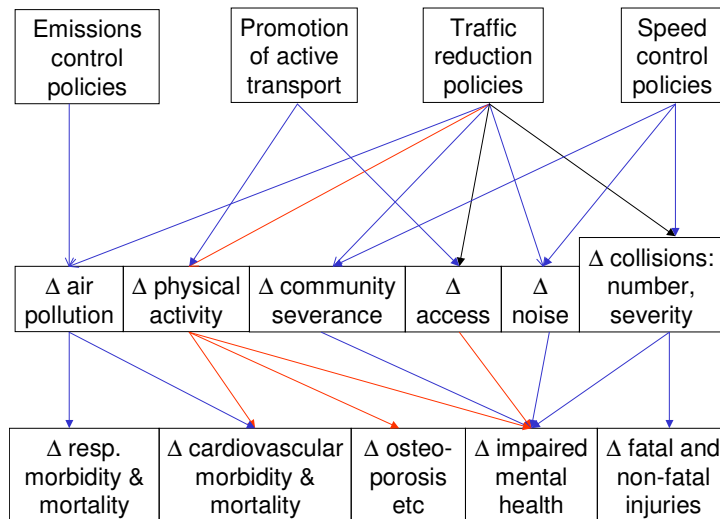 Emissions
control
policies
Promotion
of active
transport
Traffic
reduction
policies
Speed
control
policies
Δ air
pollution
Δ physical
activity
Δ community
severance
Δ
access
Δ
noise
Δ collisions:
number,
severity
Δ resp.
morbidity &
mortality
Δ cardiovascular
morbidity &
mortality
Δ osteo-
porosis
etc
Δ impaired
mental
health
Δ fatal and
non-fatal
injuries